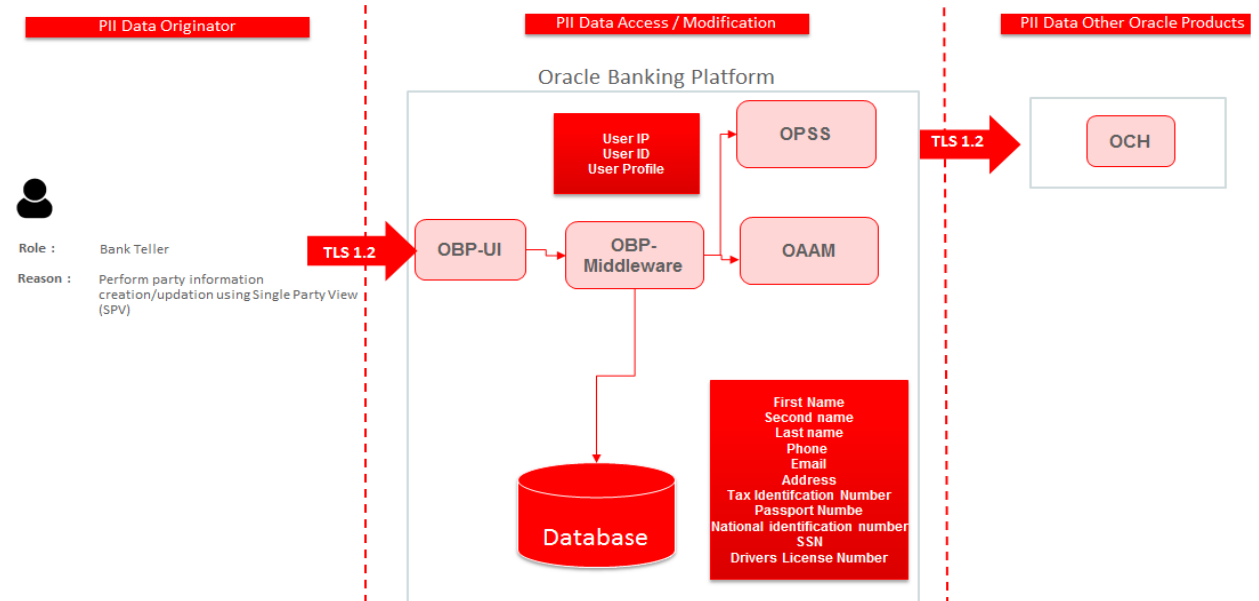 PII Data Originator
PII Data Access / Modification
PII Data Other Oracle Products
Oracle Banking Platform
User IP
User ID
User Profile
OPSS
TLS 1.2
OCH
Role :
Bank Teller
Reason :
Perform party information
creation/updation using Single Party View
(SPV)
TLS 1.2
OBP-UI
OBP-
Middleware
OAAM
First Name
Second name
Last name
Phone
Email
Address
Tax Identifcation Number
Passport Numbe
National identification number
SSN
Drivers License Number
Database